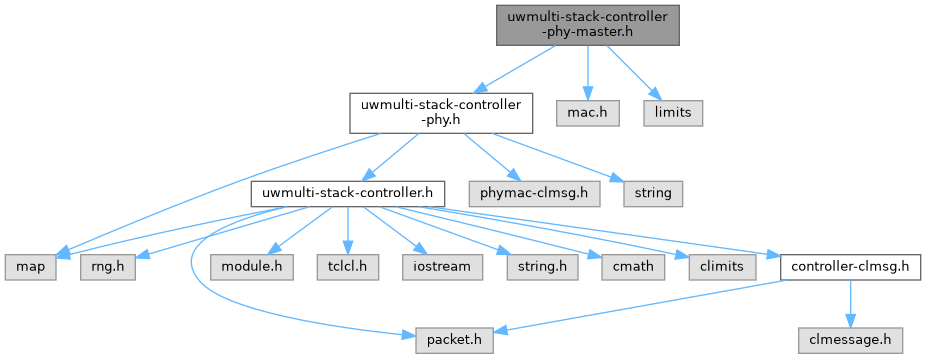 uwmulti-stack-controller
-phy-master.h
uwmulti-stack-controller
-phy.h
mac.h
limits
uwmulti-stack-controller.h
phymac-clmsg.h
string
map
rng.h
module.h
tclcl.h
iostream
string.h
cmath
climits
controller-clmsg.h
packet.h
clmessage.h